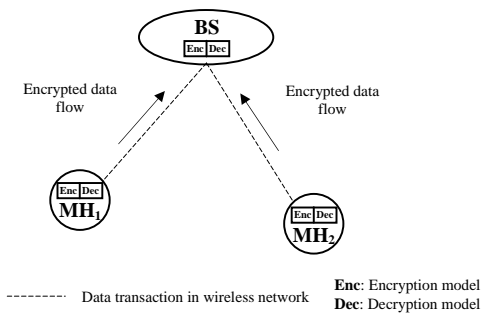 BS
Enc Dec
Encrypted data
flow
Encrypted data
flow
Enc Dec
MH₁
Enc Dec
MH₂
Data transaction in wireless network
Enc: Encryption model
Dec: Decryption model